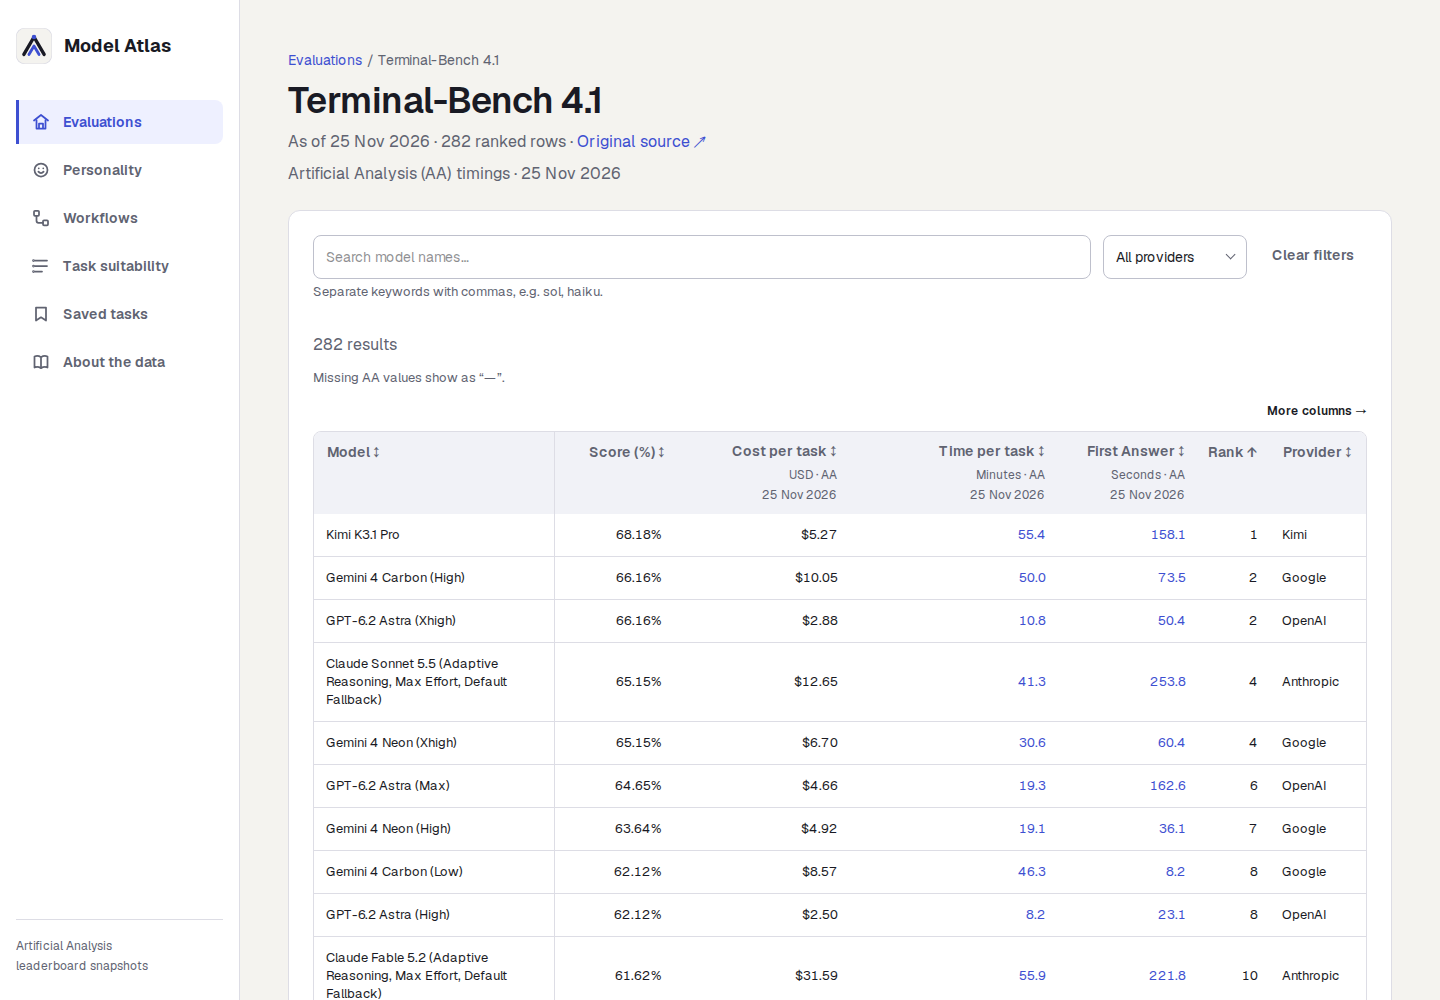 Model Atlas
Evaluations
Personality
Workflows
Task suitability
Saved tasks
About the data
Artificial Analysis
leaderboard snapshots
Evaluations / Terminal-Bench 4.1
Terminal-Bench 4.1
As of 25 Nov 2026 · 282 ranked rows · Original source ↗
Artificial Analysis (AA) timings · 25 Nov 2026
Search model names…
All providers
Clear filters
Separate keywords with commas, e.g. sol, haiku.
282 results
Missing AA values show as “—”.
More columns →
Model ↕ Score (%) ↕ Cost per task ↕ Time per task ↕ First Answer ↕ Rank ↑ Provider ↕
USD · AA Minutes · AA Seconds · AA
25 Nov 2026 25 Nov 2026 25 Nov 2026
Kimi K3.1 Pro 68.18% $5.27 55.4 158.1 1 Kimi
Gemini 4 Carbon (High) 66.16% $10.05 50.0 73.5 2 Google
GPT-6.2 Astra (Xhigh) 66.16% $2.88 10.8 50.4 2 OpenAI
Claude Sonnet 5.5 (Adaptive
Reasoning, Max Effort, Default
Fallback)
65.15% $12.65 41.3 253.8 4 Anthropic
Gemini 4 Neon (Xhigh) 65.15% $6.70 30.6 60.4 4 Google
GPT-6.2 Astra (Max) 64.65% $4.66 19.3 162.6 6 OpenAI
Gemini 4 Neon (High) 63.64% $4.92 19.1 36.1 7 Google
Gemini 4 Carbon (Low) 62.12% $8.57 46.3 8.2 8 Google
GPT-6.2 Astra (High) 62.12% $2.50 8.2 23.1 8 OpenAI
Claude Fable 5.2 (Adaptive
Reasoning, Max Effort, Default
Fallback)
61.62% $31.59 55.9 221.8 10 Anthropic